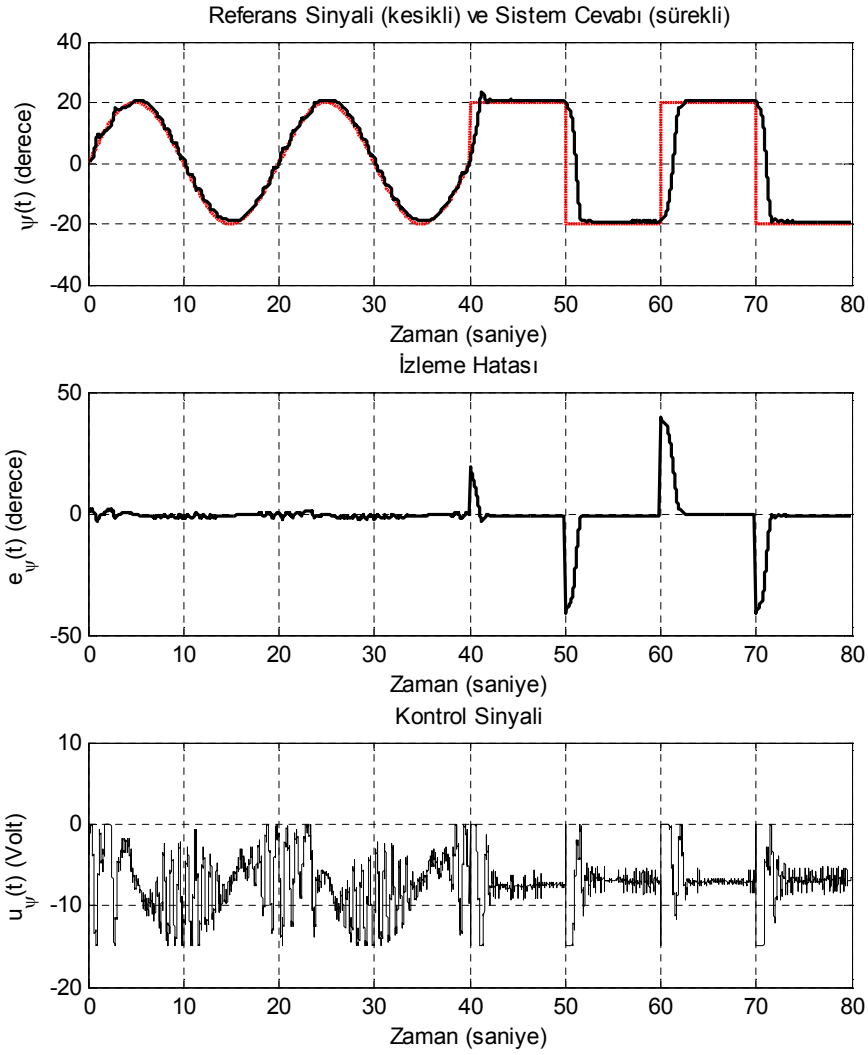 Referans Sinyali (kesikli) ve Sistem Cevabı (sürekli)
40
20
0
-20
-40
ψ(t) (derece)
0 10 20 30 40 50 60 70 80
Zaman (saniye)
İzleme Hatası
50
0
-50
eψ(t) (derece)
0 10 20 30 40 50 60 70 80
Zaman (saniye)
Kontrol Sinyali
10
0
-10
-20
uψ(t) (Volt)
0 10 20 30 40 50 60 70 80
Zaman (saniye)